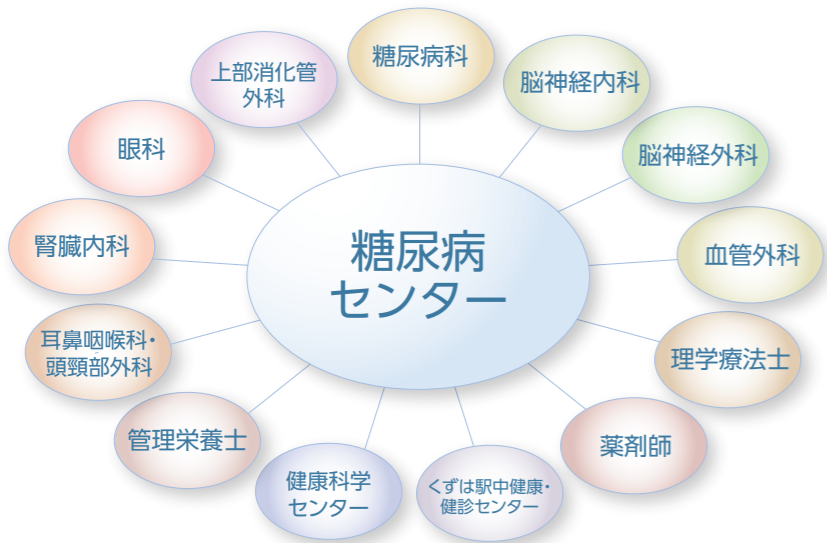 糖尿病
センター
糖尿病科
脳神経内科
脳神経外科
血管外科
理学療法士
薬剤師
くずは駅中健康・
健診センター
健康科学
センター
管理栄養士
耳鼻咽喉科・
頭頸部外科
腎臓内科
眼科
上部消化管
外科